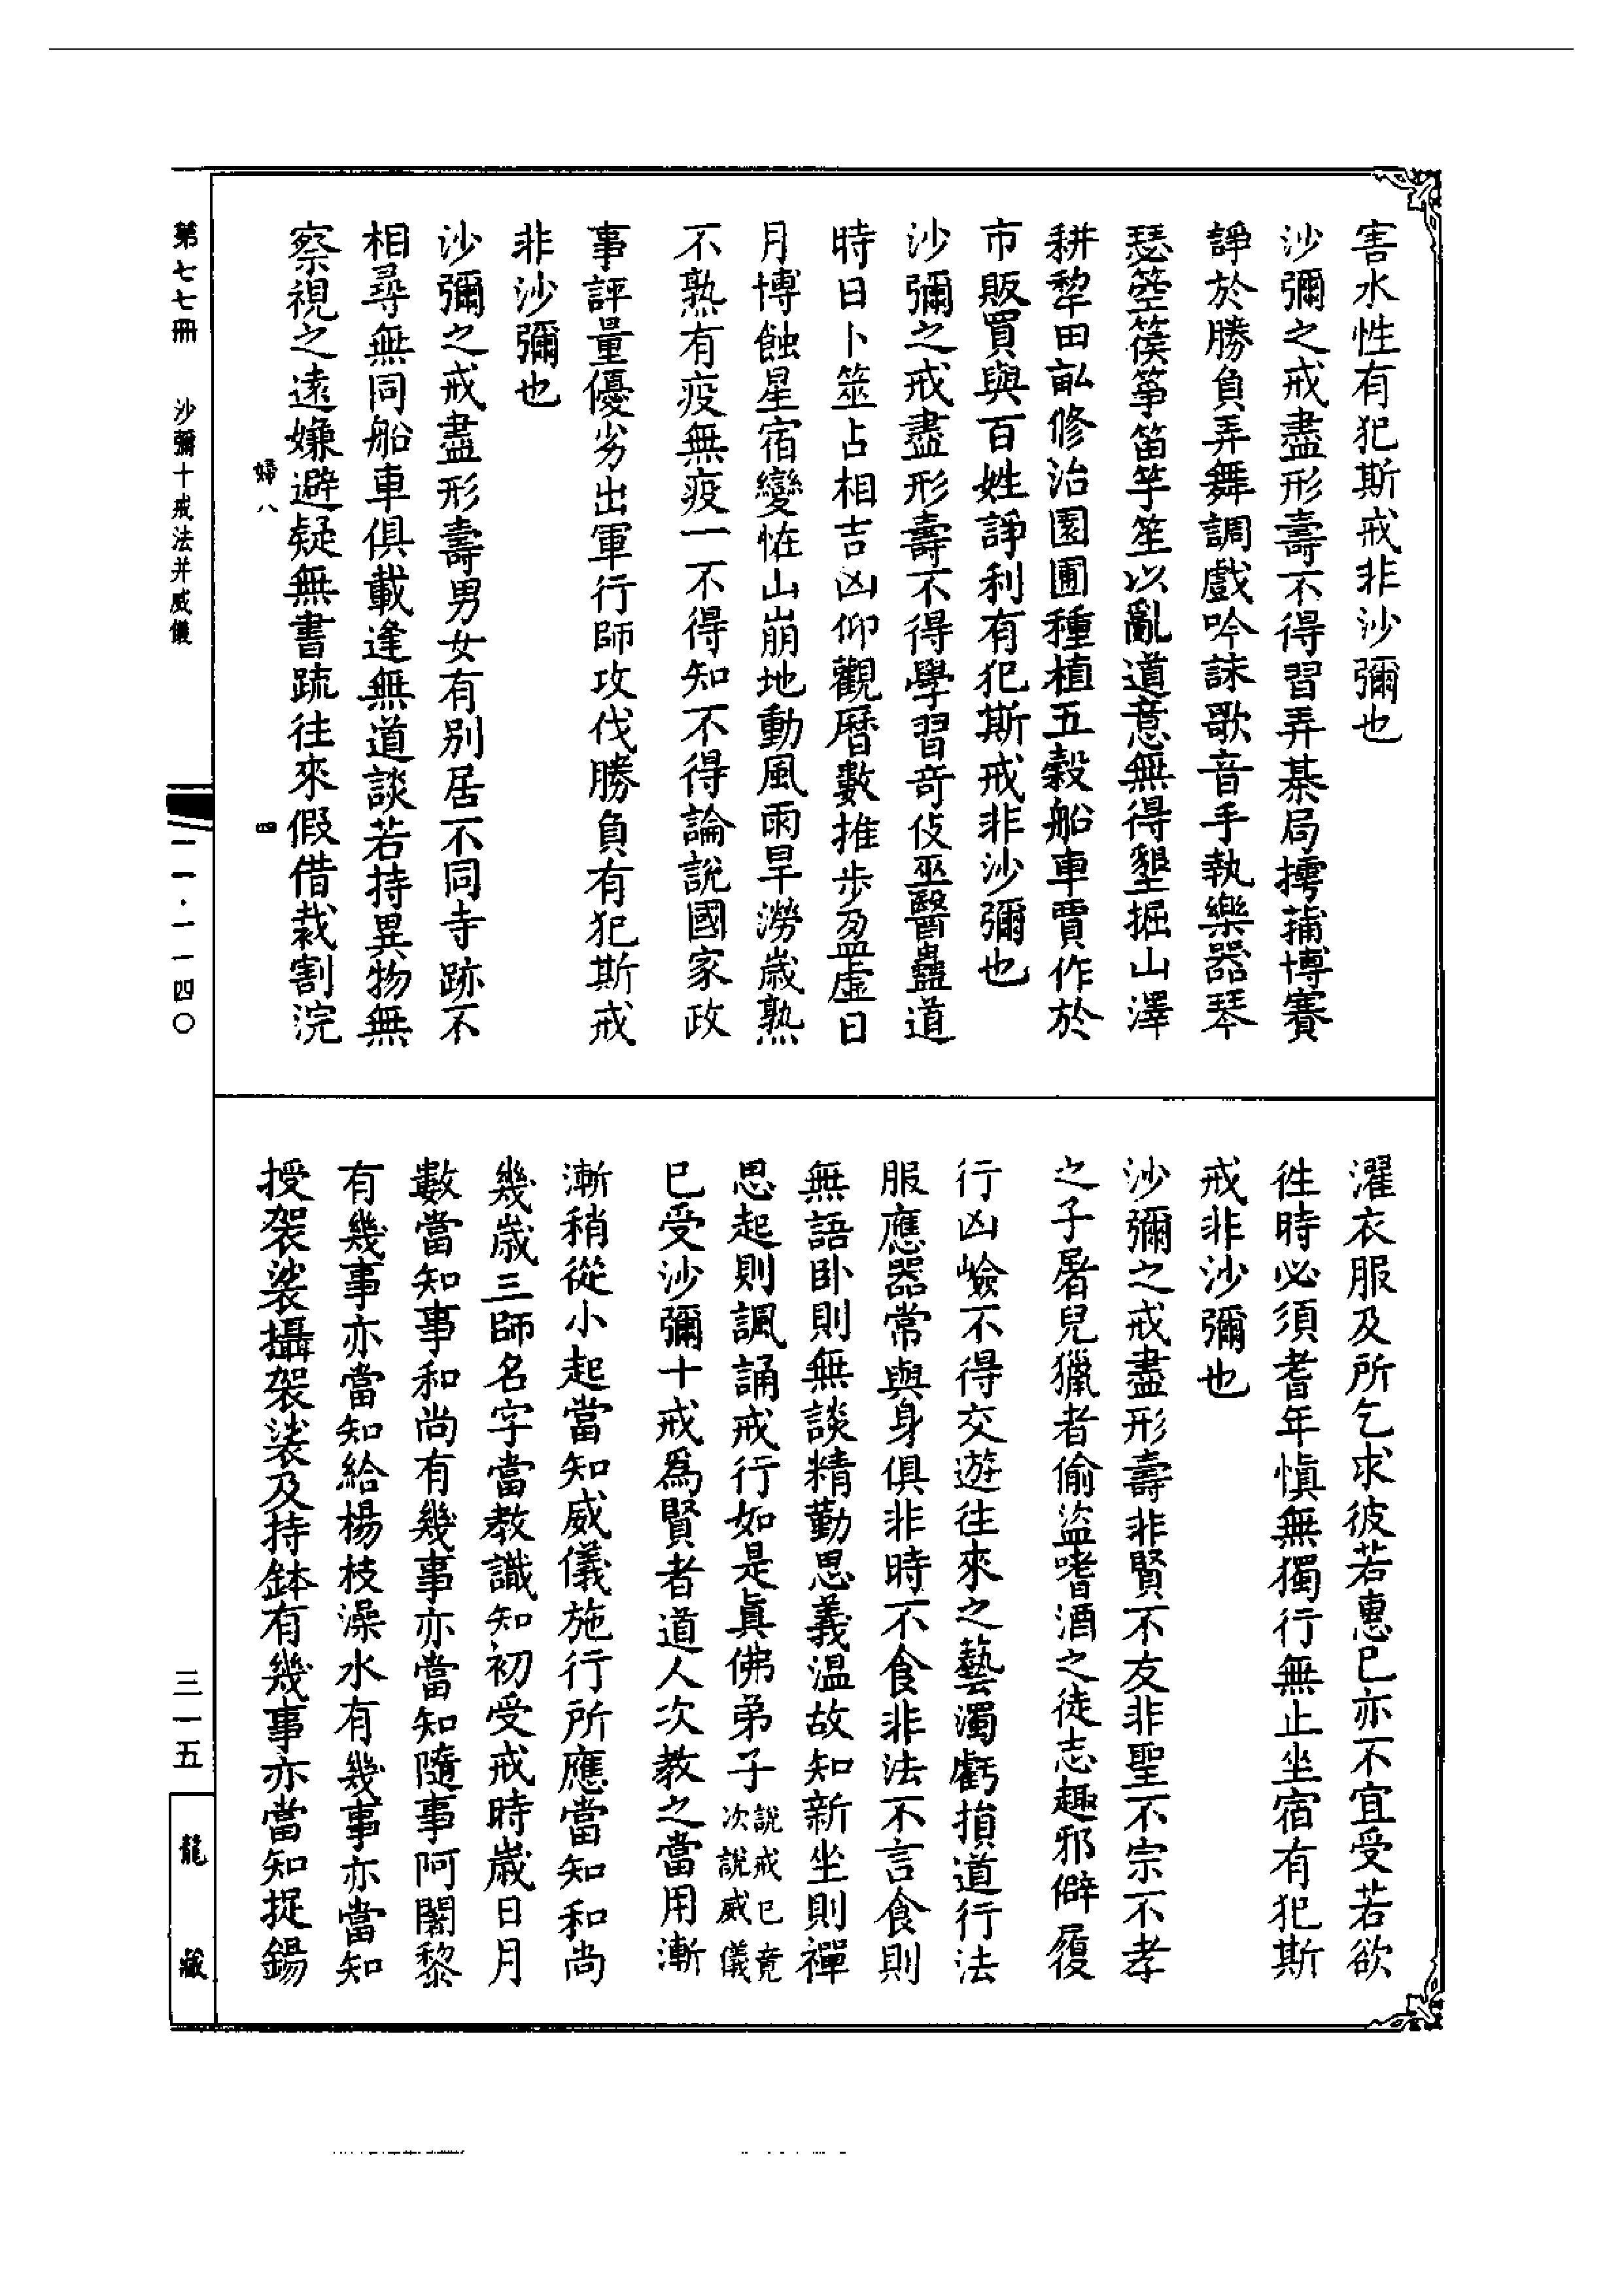 害水性有犯斯戒非沙彌也
沙彌之戒盡形壽不得習弄棊局摴蒱博賽
諍於勝負弄舞調戲吟詠歌音手執樂器琴
瑟箜篌箏笛竽笙以亂道意無得墾掘山澤
耕犂田畝修治園圃種植五穀船車賈作於
市販買與百姓諍利有犯斯戒非沙彌也
沙彌之戒盡形壽不得學習奇伎巫醫蠱道
時日卜筮占相吉凶仰觀曆數推步盈虛日
月博蝕星宿變恠山崩地動風雨旱澇歲熟
不熟有疫無疫一不得知不得論說國家政
事評量優劣出軍行師攻伐勝負有犯斯戒
非沙彌也
沙彌之戒盡形壽男女有別居不同寺跡不
相尋無同船車俱載逢無道談若持異物無
察視之遠嫌避疑無書䟽往來假借裁割浣
濯衣服及所乞求彼若惠已亦不宜受若欲
徃時必須耆年慎無獨行無止坐宿有犯斯
戒非沙彌也
沙彌之戒盡形壽非賢不友非聖不宗不孝
之子屠兒獵者偷盜嗜酒之徒志趣邪僻履
行凶嶮不得交遊往來之藝濁虧損道行法
服應器常與身俱非時不食非法不言食則
無語卧則無談精勤思義温故知新坐則禪
思起則諷誦戒行如是真佛弟子說戒已竟
次說威儀
已受沙彌十戒為賢者道人次教之當用漸
漸稍從小起當知威儀施行所應當知和尚
幾歲三師名字當教識知初受戒時歲日月
數當知事和尚有幾事亦當知隨事阿闍黎
有幾事亦當知給楊枝澡水有幾事亦當知
授袈裟攝袈裟及持鉢有幾事亦當知捉錫
婦八
四
第七七冊 沙彌十戒法并威儀
一一·一一四〇
三一五
龍藏